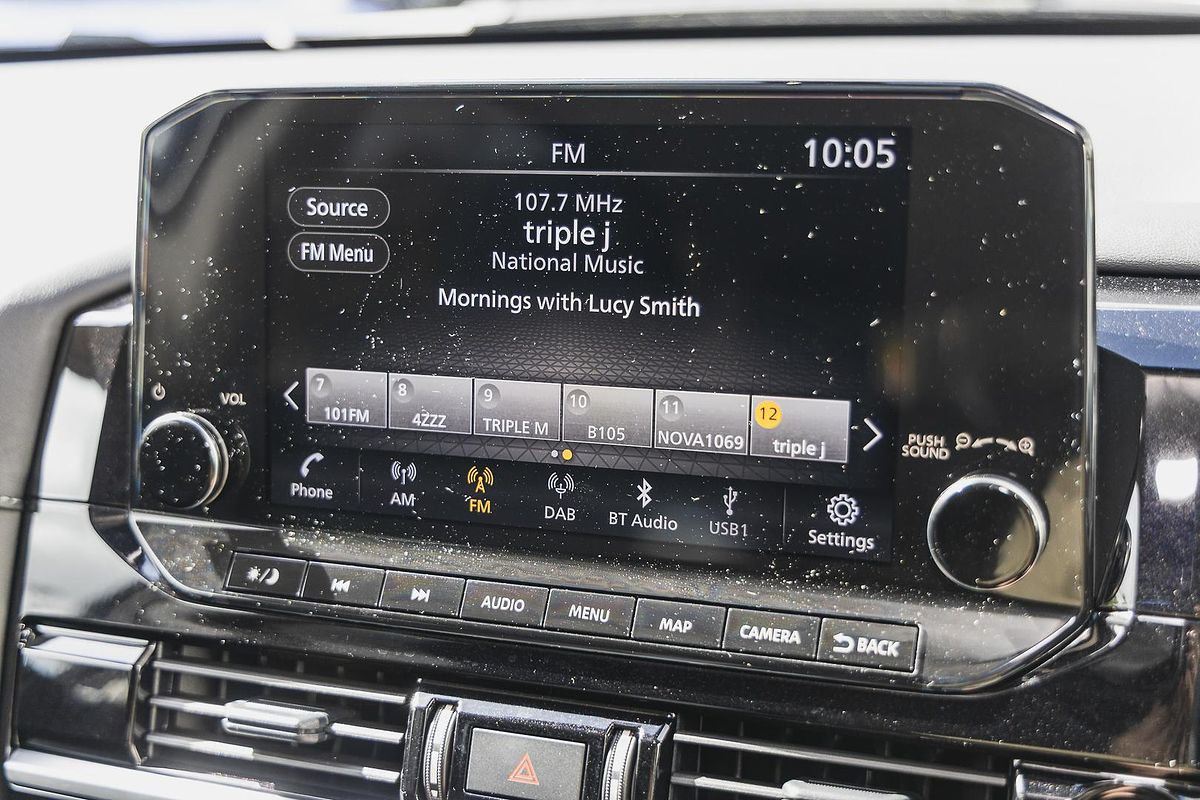 FM
10:05
Source
FM Menu
107.7 MHz
triple j
National Music
Mornings with Lucy Smith
7
101FM
8
4ZZZ
9
TRIPLE M
10
B105
11
NOVA1069
12
triple j
VOL
PUSH
SOUND
Phone
AM
FM
DAB
BT Audio
USB1
Settings
AUDIO
MENU
MAP
CAMERA
BACK